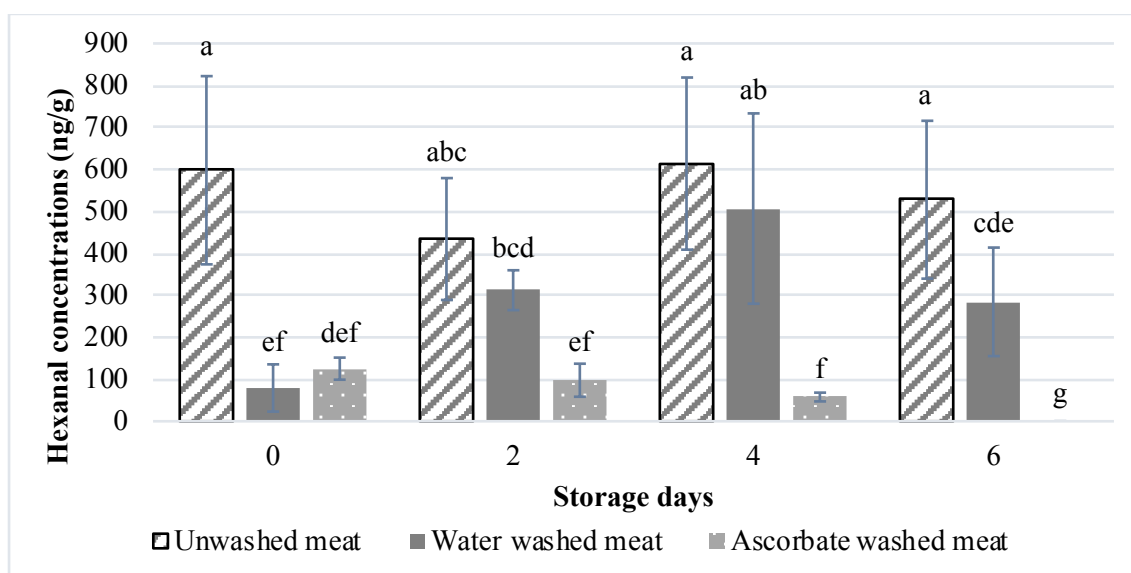 Hexanal concentrations (ng/g)
900
800
700
600
500
400
300
200
100
0
a
ef
def
abc
bcd
ef
a
ab
f
a
cde
g
0 2 4 6
Storage days
Unwashed meat Water washed meat Ascorbate washed meat